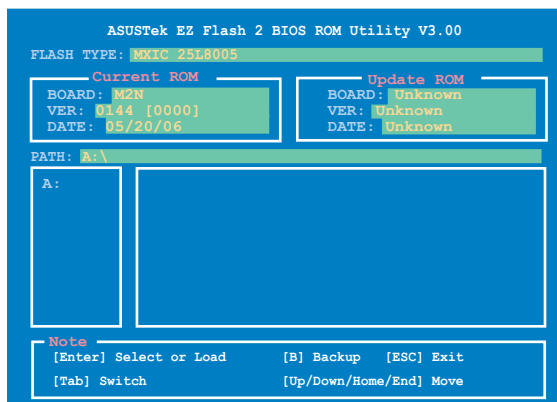 ASUSTek EZ Flash 2 BIOS ROM Utility V3.00
FLASH TYPE: MXIC 25L8005
Current ROM
BOARD: M2N
VER: 0144 [0000]
DATE: 05/20/06
Update ROM
BOARD: Unknown
VER: Unknown
DATE: Unknown
PATH: A:\
A:
Note
[Enter] Select or Load [B] Backup [ESC] Exit
[Tab] Switch [Up/Down/Home/End] Move